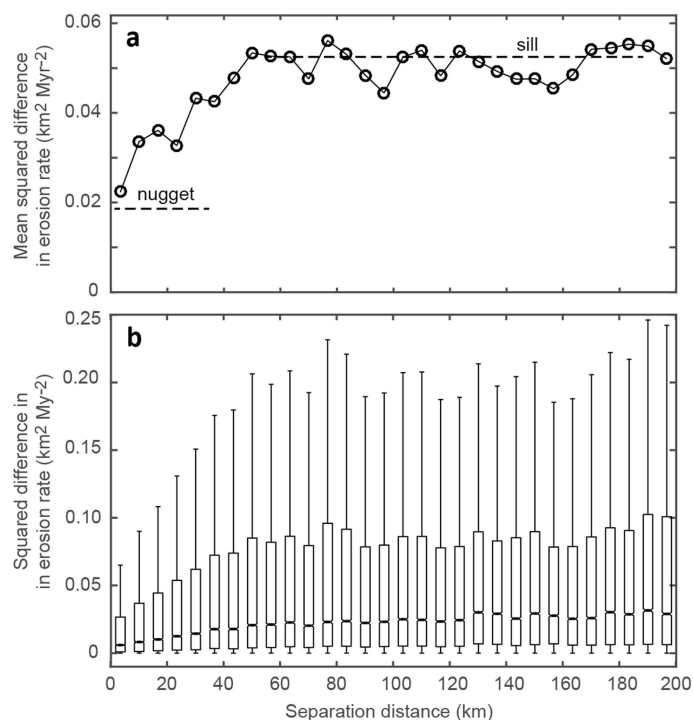 a
0.06
0.04
0.02
0
sill
nugget
Mean squared difference
in erosion rate (km2 Myr-2)
b
0.25
0.20
0.15
0.10
0.05
0
Squared difference in
in erosion rate (km2 My-2)
0 20 40 60 80 100 120 140 160 180 200
Separation distance (km)